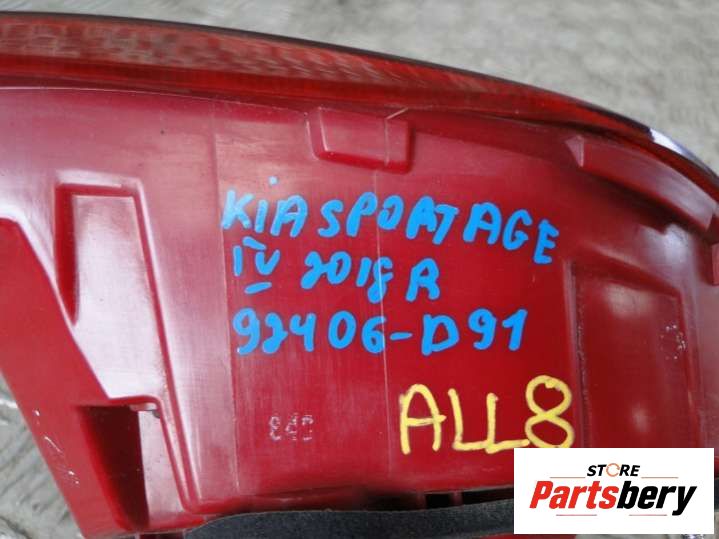 KIA SPORTAGE
IV 2018 R
92406-D91
ALL8
STORE
Partsbery